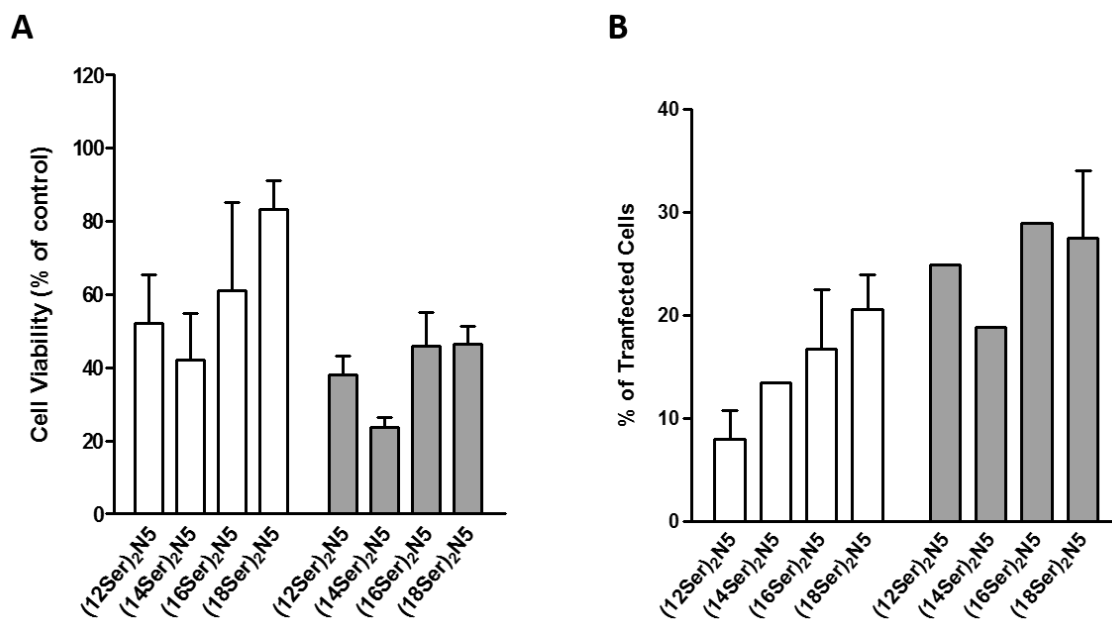 A
Cell Viability (% of control)
120
100
80
60
40
20
0
(12Ser)₂N5
(14Ser)₂N5
(16Ser)₂N5
(18Ser)₂N5
(12Ser)₂N5
(14Ser)₂N5
(16Ser)₂N5
(18Ser)₂N5
B
% of Tranfected Cells
40
30
20
10
0
(12Ser)₂N5
(14Ser)₂N5
(16Ser)₂N5
(18Ser)₂N5
(12Ser)₂N5
(14Ser)₂N5
(16Ser)₂N5
(18Ser)₂N5